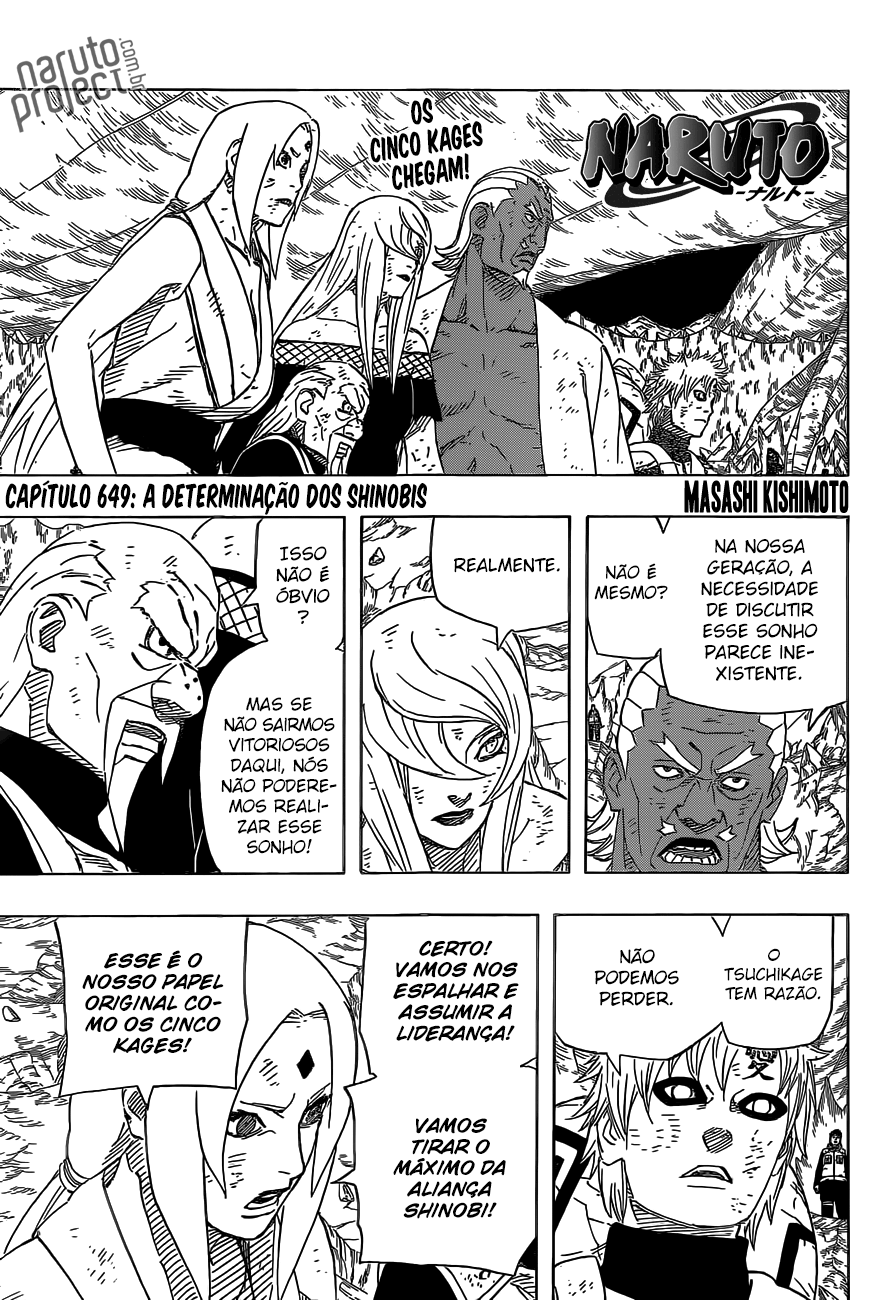 naruto
project.com.br
OS
CINCO KAGES
CHEGAM!
NARUTO
-ナルト-
CAPÍTULO 649: A DETERMINAÇÃO DOS SHINOBIS
MASASHI KISHIMOTO
NA NOSSA
GERAÇÃO, A
NECESSIDADE
DE DISCUTIR
ESSE SONHO
PARECE INE-
XISTENTE.
NÃO É
MESMO?
REALMENTE.
ISSO
NÃO É
ÓBVIO
?
MAS SE
NÃO SAIRMOS
VITORIOSOS
DAQUI, NÓS
NÃO PODERE-
MOS REALI-
ZAR ESSE
SONHO!
O
TSUCHIKAGE
TEM RAZÃO.
NÃO
PODEMOS
PERDER.
愛
CERTO!
VAMOS NOS
ESPALHAR E
ASSUMIR A
LIDERANÇA!
VAMOS
TIRAR O
MÁXIMO DA
ALIANÇA
SHINOBI!
ESSE É O
NOSSO PAPEL
ORIGINAL CO-
MO OS CINCO
KAGES!